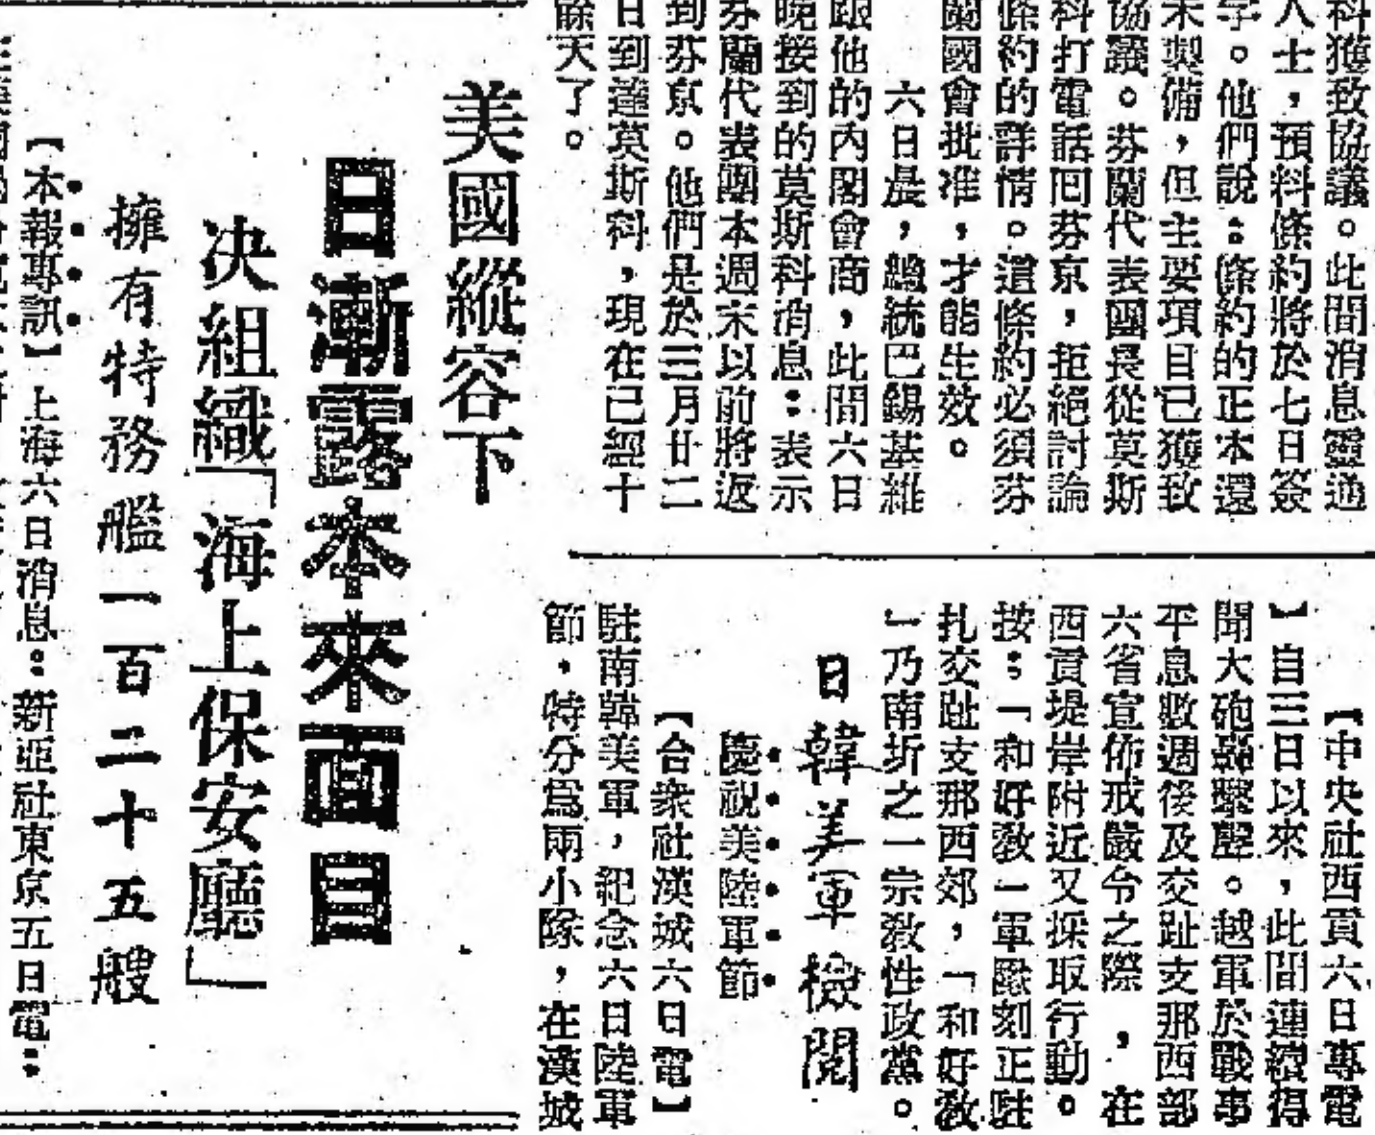 科獲致協議。此間消息靈通
人士，預料條約將於七日簽
字。他們說：條約的正本還
未製備，但主要項目已獲致
協議。芬蘭代表團長從莫斯
科打電話回芬京，拒絕討論
條約的詳情。這條約必須芬
蘭國會批准，才能生效。
六日晨，總統巴錫基維
跟他的內閣會商，此間六日
晚接到的莫斯科消息：表示
芬蘭代表團本週末以前將返
到芬京。他們是於三月廿二
日到達莫斯科，現在已經十
餘天了。
【中央社西貢六日專電
】自三日以來，此間連續得
聞大砲轟擊聲。越軍於戰事
平息數週後及交趾支那西部
六省宣佈戒嚴令之際，在
西貢堤岸附近又採取行動。
按：「和好教」軍隊刻正駐
扎交趾支那西郊，「和好教
」乃南圻之一宗教性政黨。
日韓美軍檢閱
慶祝美陸軍節
【合衆社漢城六日電】
駐南韓美軍，紀念六日陸軍
節，特分爲兩小隊，在漢城
美國縱容下
日漸露本來面目
決組織「海上保安廳」
擁有特務艦一百二十五艘
【本報專訊】上海六日消息：新亞社東京五日電：